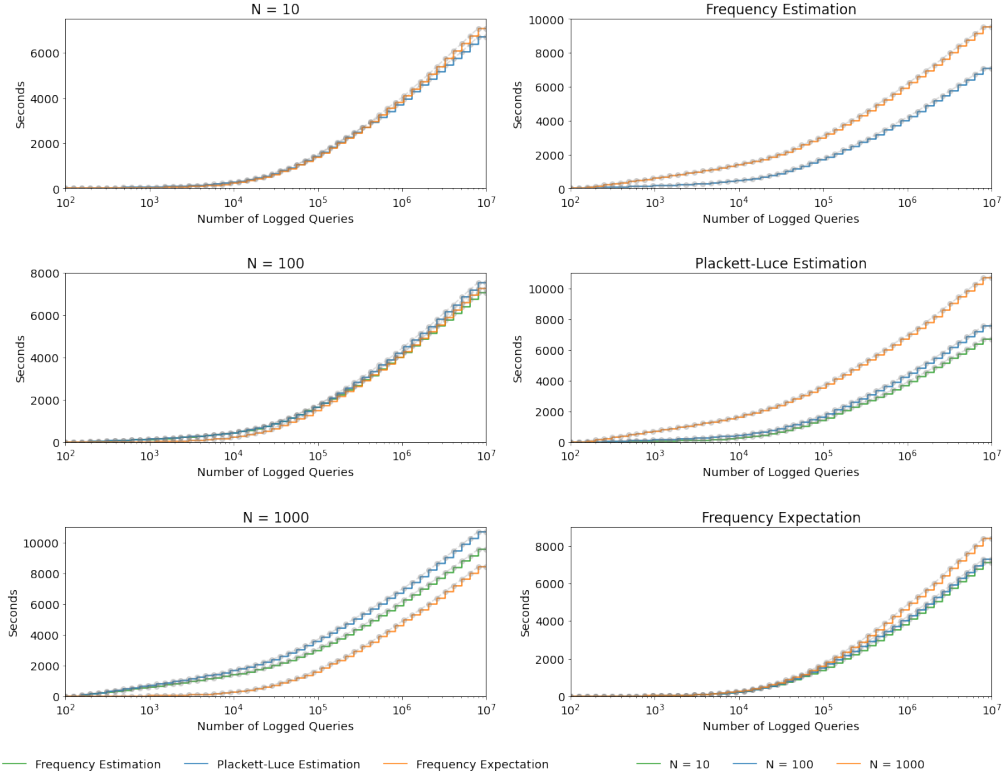 N = 10
Seconds
6000
4000
2000
0
10^2 10^3 10^4 10^5 10^6 10^7
Number of Logged Queries
Frequency Estimation
Seconds
10000
8000
6000
4000
2000
0
10^2 10^3 10^4 10^5 10^6 10^7
Number of Logged Queries
N = 100
Seconds
8000
6000
4000
2000
0
10^2 10^3 10^4 10^5 10^6 10^7
Number of Logged Queries
Plackett-Luce Estimation
Seconds
10000
8000
6000
4000
2000
0
10^2 10^3 10^4 10^5 10^6 10^7
Number of Logged Queries
N = 1000
Seconds
10000
8000
6000
4000
2000
0
10^2 10^3 10^4 10^5 10^6 10^7
Number of Logged Queries
Frequency Expectation
Seconds
8000
6000
4000
2000
0
10^2 10^3 10^4 10^5 10^6 10^7
Number of Logged Queries
Frequency Estimation Plackett-Luce Estimation Frequency Expectation
N = 10 N = 100 N = 1000